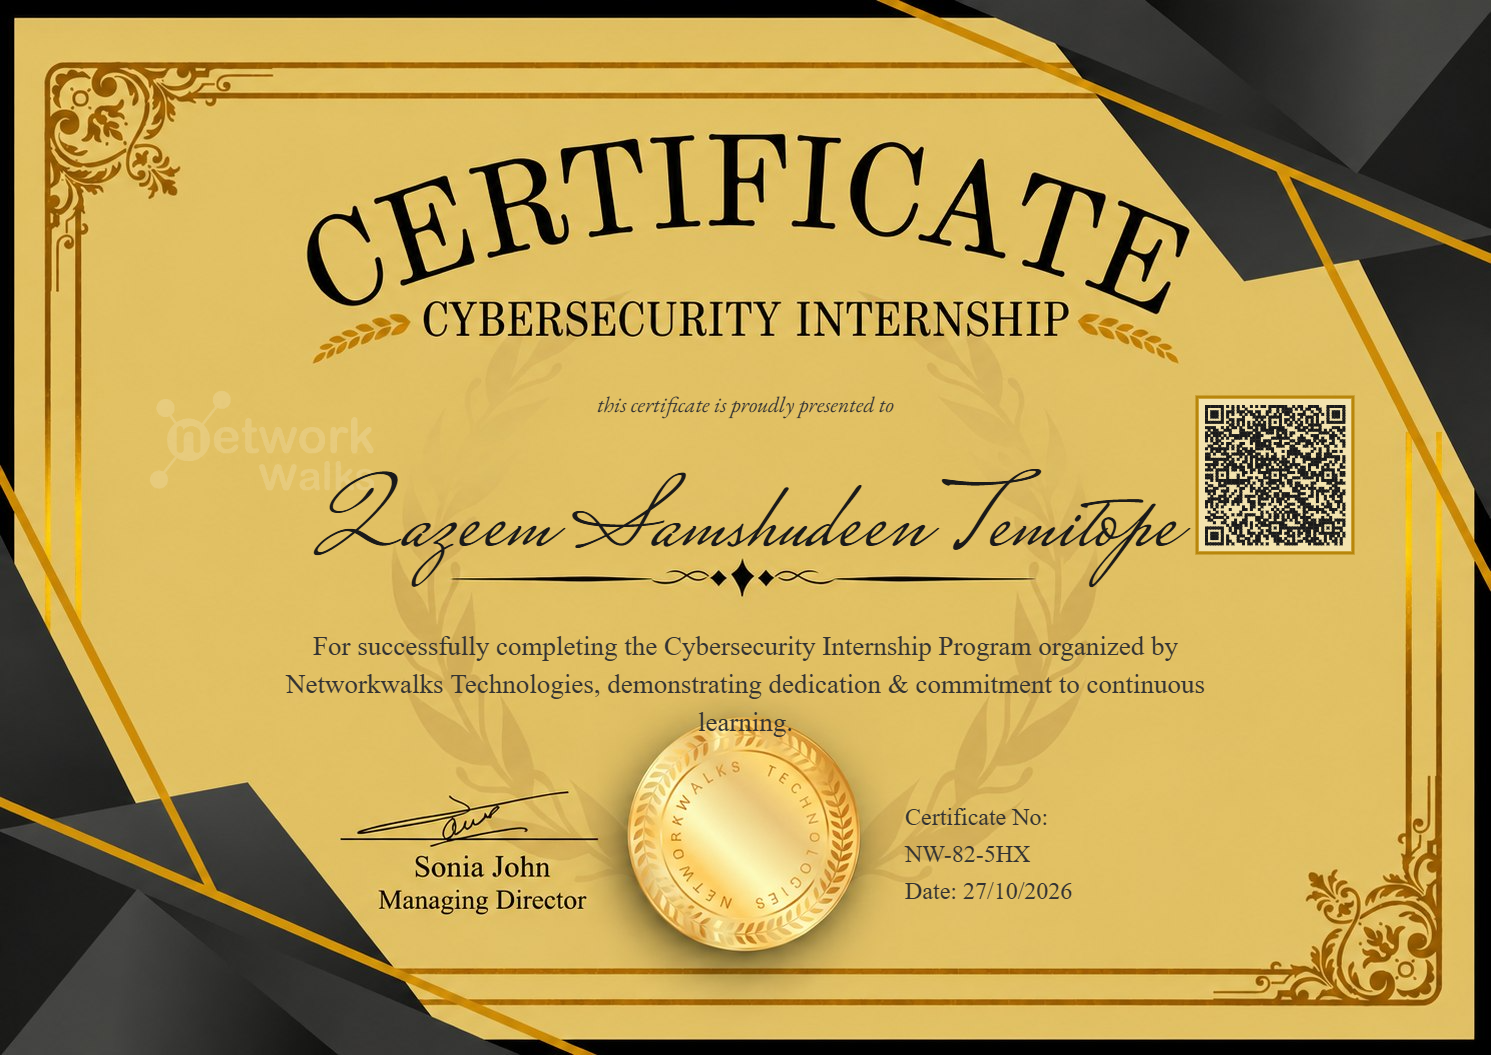 CERTIFICATE
CYBERSECURITY INTERNSHIP
this certificate is proudly presented to
network
Walks
Qazeem Samshudeen Temitope
For successfully completing the Cybersecurity Internship Program organized by
Networkwalks Technologies, demonstrating dedication & commitment to continuous
learning.
NETWORKWALKS TECHNOLOGIES
Sonia John
Managing Director
Certificate No:
NW-82-5HX
Date: 27/10/2026